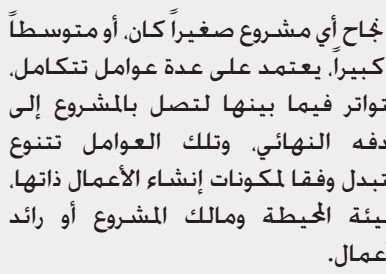 نجاح أي مشروع صغيراً كان، أو متوسطاً
كبيراً، يعتمد على عدة عوامل تتكامل،
تواتر فيما بينها لتصل بالمشروع إلى
دفه النهائي، وتلك العوامل تتنوع
تبدل وفقا لمكونات إنشاء الأعمال ذاتها،
بيئة المحيطة ومالك المشروع أو رائد
عمال.